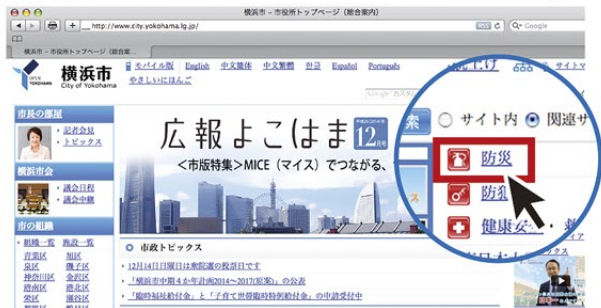 横浜市 - 市役所トップページ (総合案内)
http://www.city.yokohama.lg.jp/
Google
横浜市 - 市役所トップページ (総合案...
OPEN YOKOHAMA
横浜市
City of Yokohama
モバイル版 English 中文簡体 中文繁體 한글 Español Português
やさしいにほんご
サイトマ
市長の部屋
・記者会見
・トピックス
横浜市会
・議会日程
・議会中継
市の組織
・組織一覧 施設一覧
青葉区 旭区
泉区 磯子区
神奈川区 金沢区
港南区 港北区
栄区 瀬谷区
広報よこはま 12月号
<市版特集>MICE（マイス）でつながる、
索 サイト内 関連サ
防災
防犯
健康
市政トピックス
・12月14日日曜日は衆院選の投票日です
・「横浜市中期4か年計画2014～2017(原案)」の公表
・「臨時福祉給付金」と「子育て世帯臨時特例給付金」の申請受付中